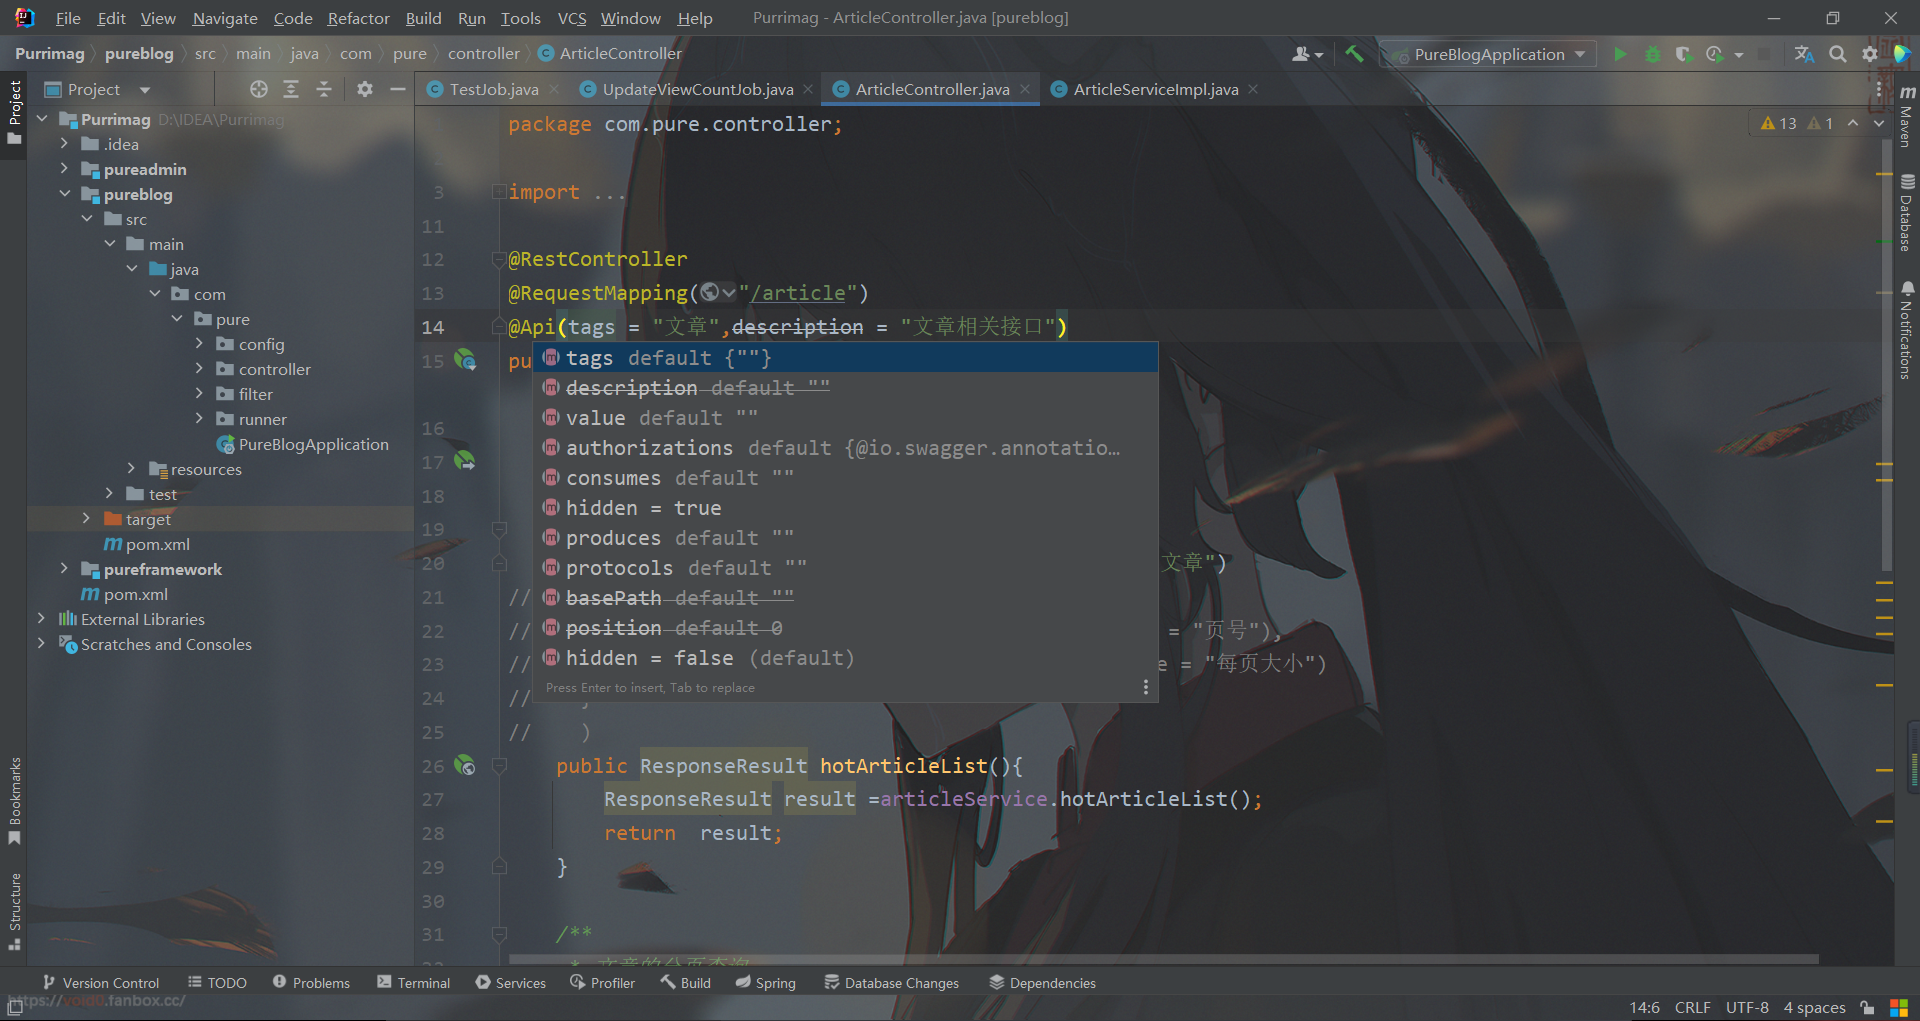 File Edit View Navigate Code Refactor Build Run Tools VCS Window Help Purrimag - ArticleController.java [pureblog]
Purrimag pureblog src main java com pure controller ArticleController PureBlogApplication
Project
Project
TestJob.java UpdateViewCountJob.java ArticleController.java ArticleServiceImpl.java
Purrimag D:\IDEA\Purrimag
.idea
pureadmin
pureblog
src
main
java
com
pure
config
controller
filter
runner
PureBlogApplication
resources
test
target
pom.xml
pureframework
pom.xml
External Libraries
Scratches and Consoles
Bookmarks
Structure
package com.pure.controller;
13 1
3 import ...
11
12 @RestController
13 @RequestMapping("/article")
14 @Api(tags = "文章",description = "文章相关接口")
15 pu
tags default {""}
description default ""
value default ""
authorizations default {@io.swagger.annotatio...
consumes default ""
hidden = true
produces default ""
protocols default ""
basePath default ""
position default 0
hidden = false (default)
Press Enter to insert, Tab to replace
16
17
18
19
20 文章")
21 //
22 // = "页号"),
23 // e = "每页大小")
24 //
25 // )
26 public ResponseResult hotArticleList(){
27 ResponseResult result =articleService.hotArticleList();
28 return result;
29 }
30
31 /**
* 文章的分页查询
Maven
Database
Notifications
Version Control TODO Problems Terminal Services Profiler Build Spring Database Changes Dependencies
https://void0.fanbox.cc/
14:6 CRLF UTF-8 4 spaces